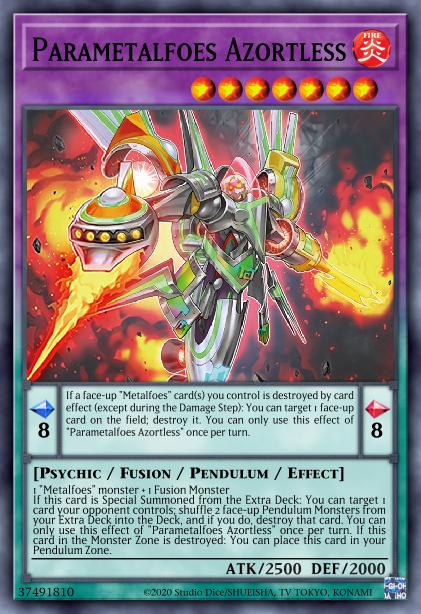 PARAMETALFOES AZORTLESS
FIRE
炎
If a face-up "Metalfoes" card(s) you control is destroyed by card
effect (except during the Damage Step): You can target 1 face-up
card on the field; destroy it. You can only use this effect of
"Parametalfoes Azortless" once per turn.
8
8
[PSYCHIC / FUSION / PENDULUM / EFFECT]
1 "Metalfoes" monster + 1 Fusion Monster
If this card is Special Summoned from the Extra Deck: You can target 1
card your opponent controls; shuffle 2 face-up Pendulum Monsters from
your Extra Deck into the Deck, and if you do, destroy that card. You can
only use this effect of "Parametalfoes Azortless" once per turn. If this
card in the Monster Zone is destroyed: You can place this card in your
Pendulum Zone.
ATK/2500 DEF/2000
37491810
©2020 Studio Dice/SHUEISHA, TV TOKYO, KONAMI